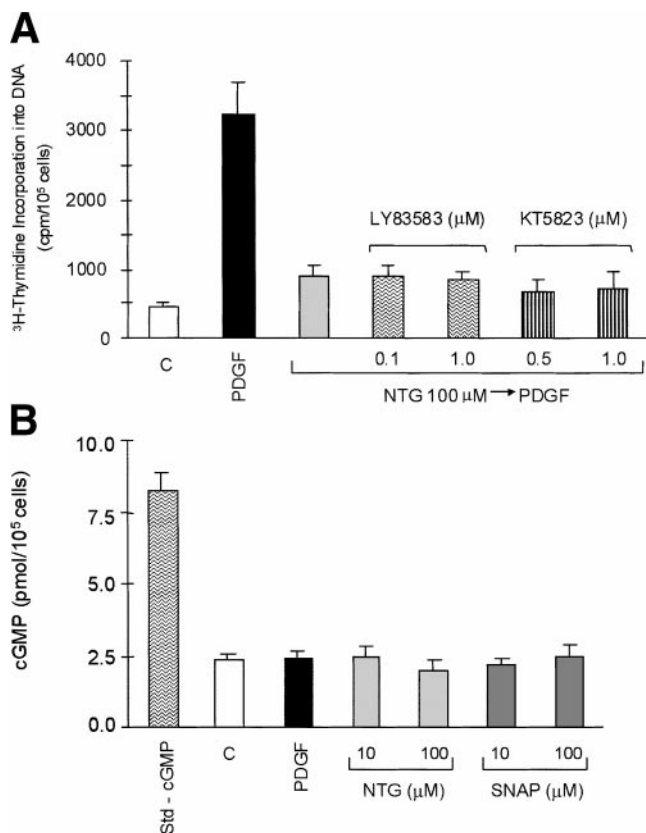 A
³H-Thymidine Incorporation into DNA
(cpm/10⁵ cells)
4000
3000
2000
1000
0
LY83583 (μM)
KT5823 (μM)
C
PDGF
0.1
1.0
0.5
1.0
NTG 100 μM→PDGF
B
cGMP (pmol/10⁵ cells)
10.0
7.5
5.0
2.5
0.0
Std - cGMP
C
PDGF
10
100
10
100
NTG (μM)
SNAP (μM)